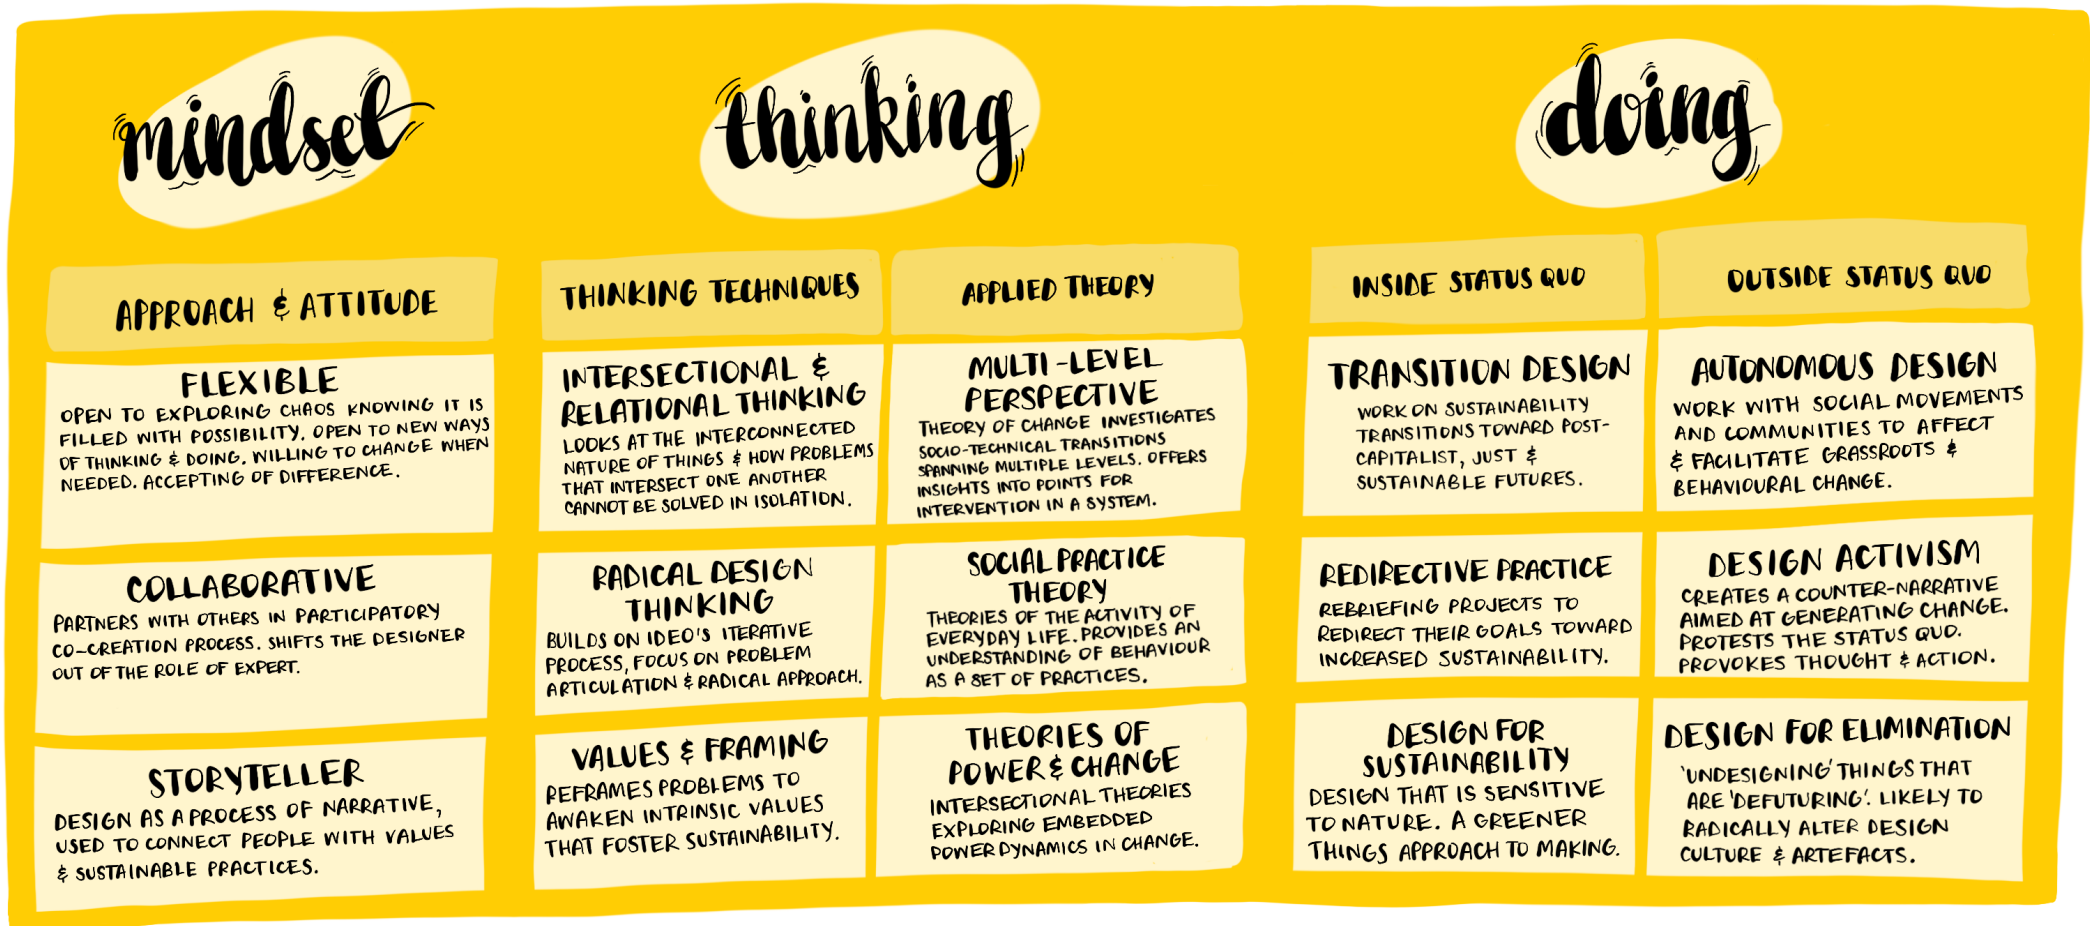 mindset
thinking
doing
APPROACH & ATTITUDE
FLEXIBLE
OPEN TO EXPLORING CHAOS KNOWING IT IS
FILLED WITH POSSIBILITY. OPEN TO NEW WAYS
OF THINKING & DOING. WILLING TO CHANGE WHEN
NEEDED. ACCEPTING OF DIFFERENCE.
COLLABORATIVE
PARTNERS WITH OTHERS IN PARTICIPATORY
CO-CREATION PROCESS. SHIFTS THE DESIGNER
OUT OF THE ROLE OF EXPERT.
STORYTELLER
DESIGN AS A PROCESS OF NARRATIVE,
USED TO CONNECT PEOPLE WITH VALUES
& SUSTAINABLE PRACTICES.
THINKING TECHNIQUES
INTERSECTIONAL &
RELATIONAL THINKING
LOOKS AT THE INTERCONNECTED
NATURE OF THINGS & HOW PROBLEMS
THAT INTERSECT ONE ANOTHER
CANNOT BE SOLVED IN ISOLATION.
RADICAL DESIGN
THINKING
BUILDS ON IDEO'S ITERATIVE
PROCESS, FOCUS ON PROBLEM
ARTICULATION & RADICAL APPROACH.
VALUES & FRAMING
REFRAMES PROBLEMS TO
AWAKEN INTRINSIC VALUES
THAT FOSTER SUSTAINABILITY.
APPLIED THEORY
MULTI-LEVEL
PERSPECTIVE
THEORY OF CHANGE INVESTIGATES
SOCIO-TECHNICAL TRANSITIONS
SPANNING MULTIPLE LEVELS. OFFERS
INSIGHTS INTO POINTS FOR
INTERVENTION IN A SYSTEM.
SOCIAL PRACTICE
THEORY
THEORIES OF THE ACTIVITY OF
EVERYDAY LIFE. PROVIDES AN
UNDERSTANDING OF BEHAVIOUR
AS A SET OF PRACTICES.
THEORIES OF
POWER & CHANGE
INTERSECTIONAL THEORIES
EXPLORING EMBEDDED
POWER DYNAMICS IN CHANGE.
INSIDE STATUS QUO
TRANSITION DESIGN
WORK ON SUSTAINABILITY
TRANSITIONS TOWARD POST-
CAPITALIST, JUST &
SUSTAINABLE FUTURES.
REDIRECTIVE PRACTICE
REBRIEFING PROJECTS TO
REDIRECT THEIR GOALS TOWARD
INCREASED SUSTAINABILITY.
DESIGN FOR
SUSTAINABILITY
DESIGN THAT IS SENSITIVE
TO NATURE. A GREENER
THINGS APPROACH TO MAKING.
OUTSIDE STATUS QUO
AUTONOMOUS DESIGN
WORK WITH SOCIAL MOVEMENTS
AND COMMUNITIES TO AFFECT
& FACILITATE GRASSROOTS &
BEHAVIOURAL CHANGE.
DESIGN ACTIVISM
CREATES A COUNTER-NARRATIVE
AIMED AT GENERATING CHANGE.
PROTESTS THE STATUS QUO.
PROVOKES THOUGHT & ACTION.
DESIGN FOR ELIMINATION
'UNDESIGNING' THINGS THAT
ARE 'DEFUTURING'. LIKELY TO
RADICALLY ALTER DESIGN
CULTURE & ARTEFACTS.